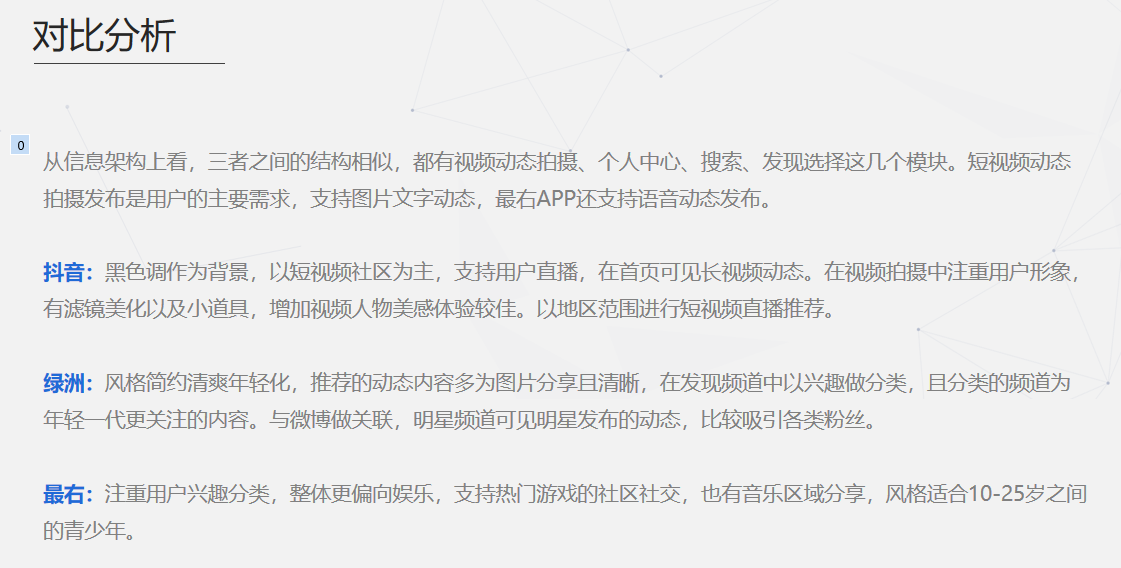 对比分析
0
从信息架构上看，三者之间的结构相似，都有视频动态拍摄、个人中心、搜索、发现选择这几个模块。短视频动态
拍摄发布是用户的主要需求，支持图片文字动态，最右APP还支持语音动态发布。
抖音：黑色调作为背景，以短视频社区为主，支持用户直播，在首页可见长视频动态。在视频拍摄中注重用户形象，
有滤镜美化以及小道具，增加视频人物美感体验较佳。以地区范围进行短视频直播推荐。
绿洲：风格简约清爽年轻化，推荐的动态内容多为图片分享且清晰，在发现频道中以兴趣做分类，且分类的频道为
年轻一代更关注的内容。与微博做关联，明星频道可见明星发布的动态，比较吸引各类粉丝。
最右：注重用户兴趣分类，整体更偏向娱乐，支持热门游戏的社区社交，也有音乐区域分享，风格适合10-25岁之间
的青少年。